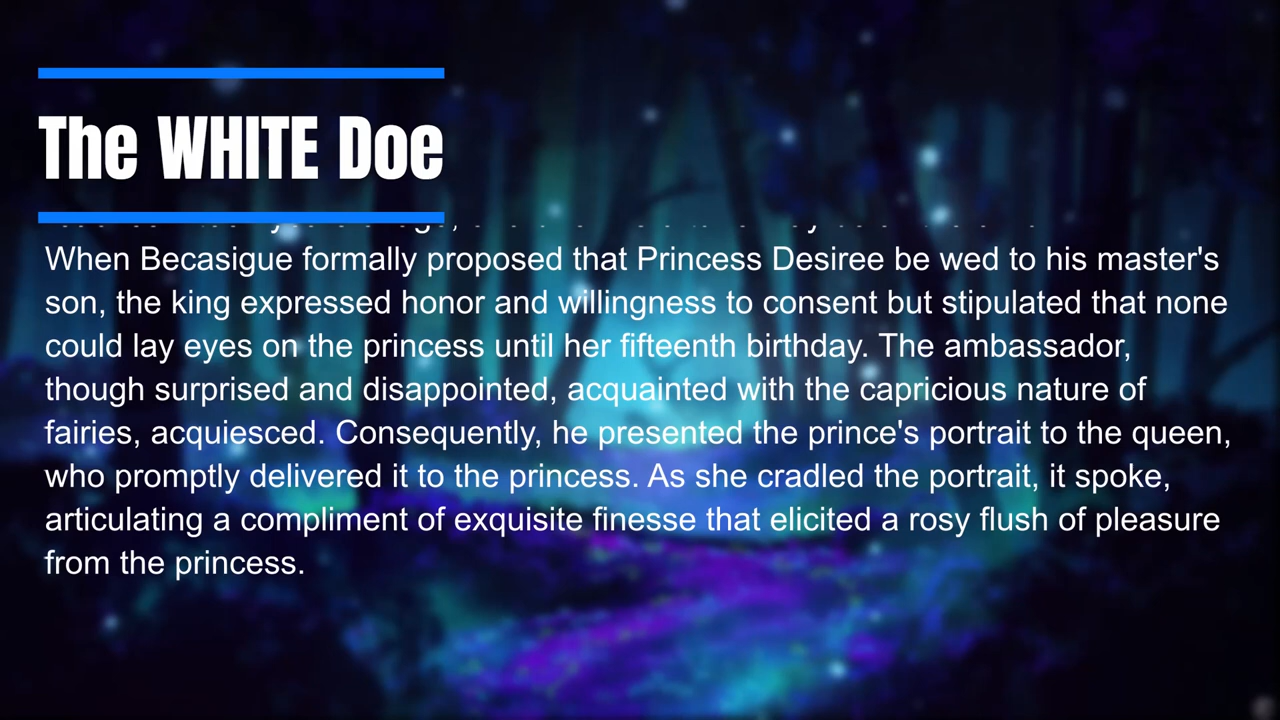 The WHITE Doe
When Becasigue formally proposed that Princess Desiree be wed to his master's
son, the king expressed honor and willingness to consent but stipulated that none
could lay eyes on the princess until her fifteenth birthday. The ambassador,
though surprised and disappointed, acquainted with the capricious nature of
fairies, acquiesced. Consequently, he presented the prince's portrait to the queen,
who promptly delivered it to the princess. As she cradled the portrait, it spoke,
articulating a compliment of exquisite finesse that elicited a rosy flush of pleasure
from the princess.